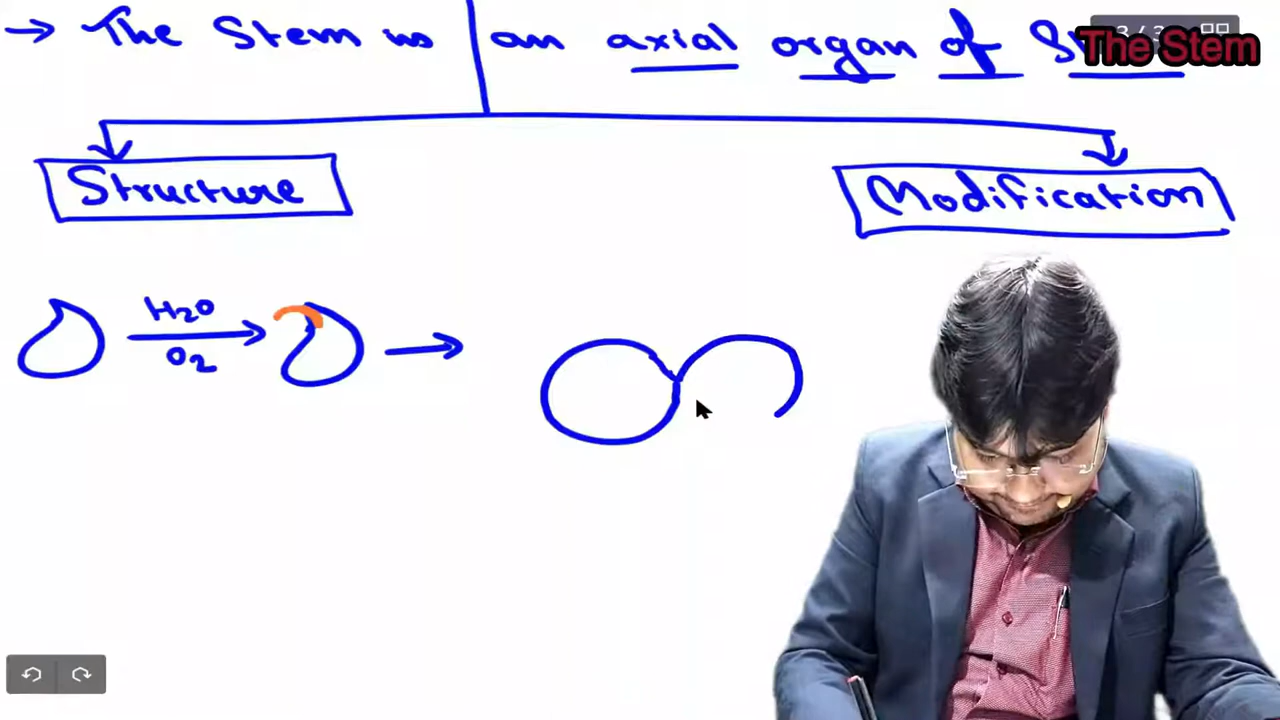 → The Stem is an axial organ of
The Stem
Structure
Modification
H2O
O2